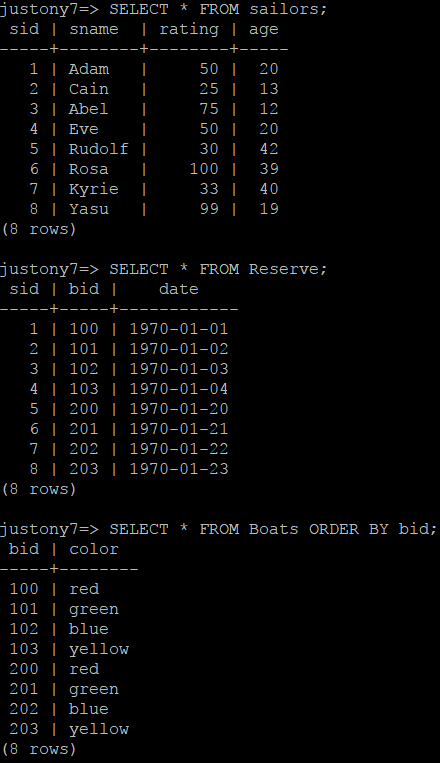 justony7=> SELECT * FROM sailors;
 sid | sname  | rating | age
-----+--------+--------+-----
   1 | Adam   |     50 |  20
   2 | Cain   |     25 |  13
   3 | Abel   |     75 |  12
   4 | Eve    |     50 |  20
   5 | Rudolf |     30 |  42
   6 | Rosa   |    100 |  39
   7 | Kyrie  |     33 |  40
   8 | Yasu   |     99 |  19
(8 rows)

justony7=> SELECT * FROM Reserve;
 sid | bid |    date
-----+-----+------------
   1 | 100 | 1970-01-01
   2 | 101 | 1970-01-02
   3 | 102 | 1970-01-03
   4 | 103 | 1970-01-04
   5 | 200 | 1970-01-20
   6 | 201 | 1970-01-21
   7 | 202 | 1970-01-22
   8 | 203 | 1970-01-23
(8 rows)

justony7=> SELECT * FROM Boats ORDER BY bid;
 bid | color
-----+--------
 100 | red
 101 | green
 102 | blue
 103 | yellow
 200 | red
 201 | green
 202 | blue
 203 | yellow
(8 rows)